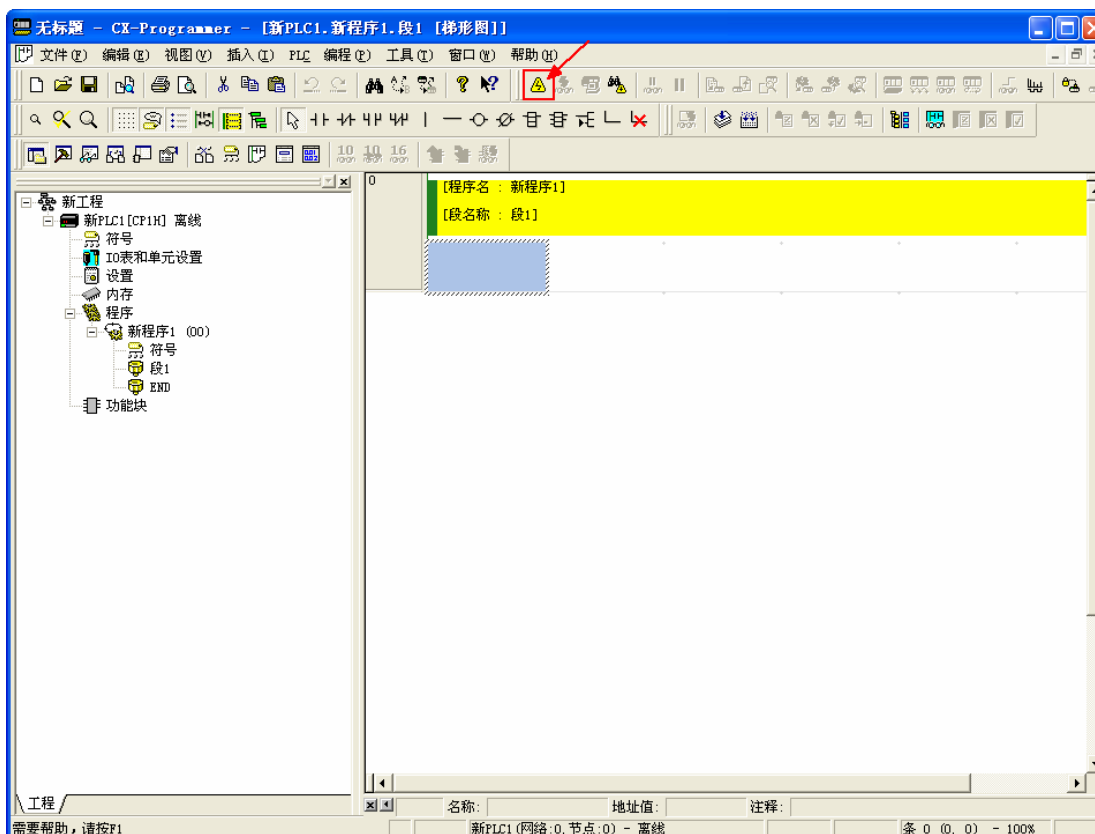 无标题 - CX-Programmer - [新PLC1.新程序1.段1 [梯形图]]
文件(F) 编辑(E) 视图(V) 插入(I) PLC 编程(P) 工具(T) 窗口(W) 帮助(H)
10 10 16
新工程
新PLC1[CP1H] 离线
符号
IO表和单元设置
设置
内存
程序
新程序1 (00)
符号
段1
END
功能块
0
[程序名 : 新程序1]
[段名称 : 段1]
工程
名称: 地址值: 注释:
需要帮助，请按F1 新PLC1(网络:0,节点:0) - 离线 条 0 (0, 0) - 100%